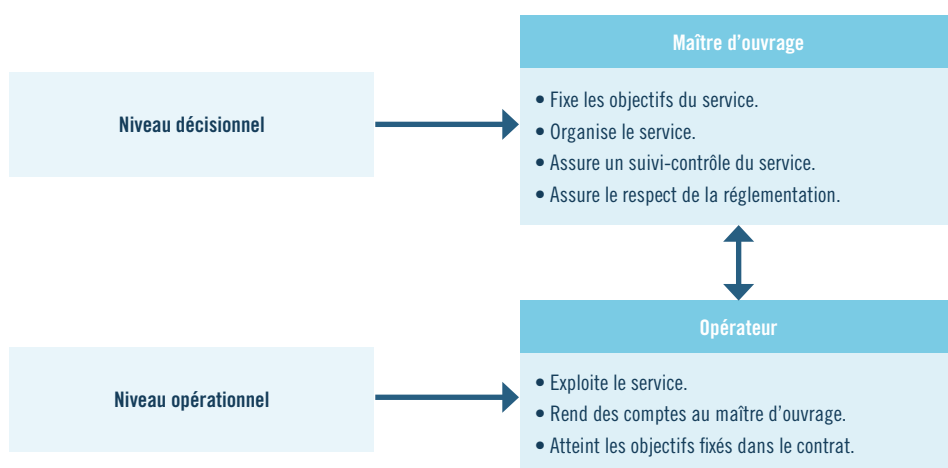 Maître d'ouvrage
Niveau décisionnel
• Fixe les objectifs du service.
• Organise le service.
• Assure un suivi-contrôle du service.
• Assure le respect de la réglementation.
Opérateur
Niveau opérationnel
• Exploite le service.
• Rend des comptes au maître d'ouvrage.
• Atteint les objectifs fixés dans le contrat.